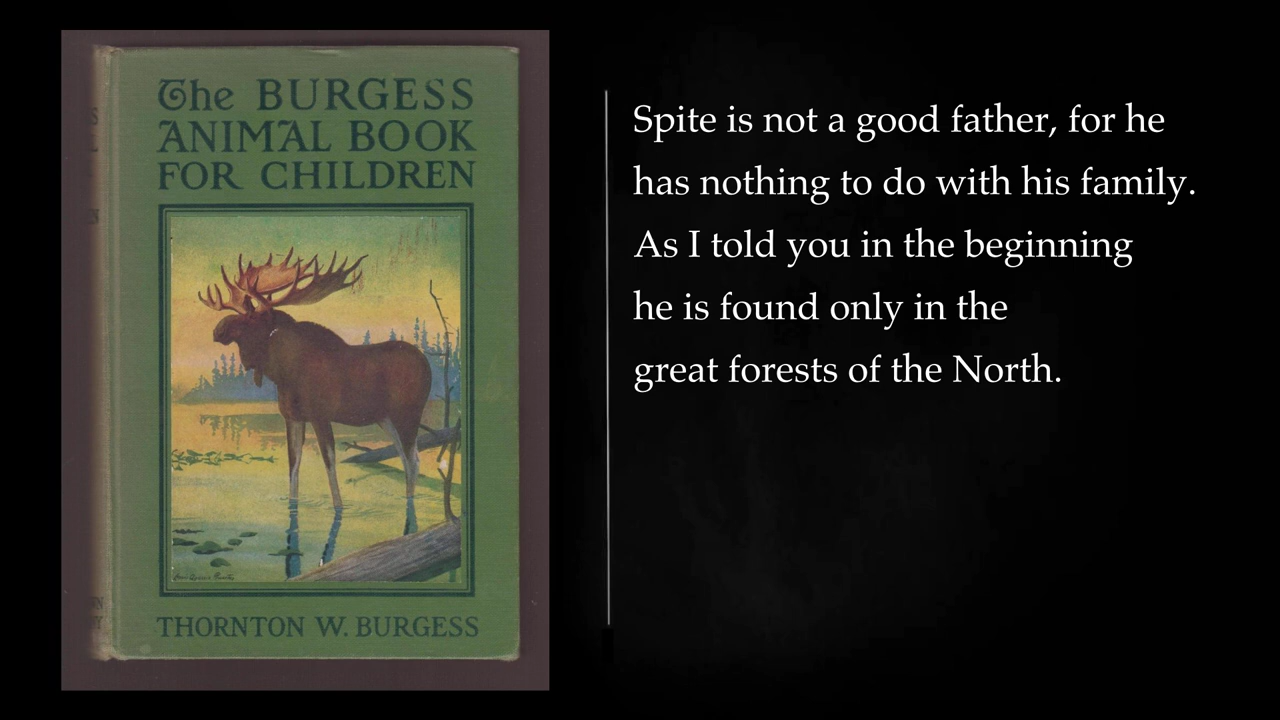 The BURGESS
ANIMAL BOOK
FOR CHILDREN
THORNTON W. BURGESS
Spite is not a good father, for he
has nothing to do with his family.
As I told you in the beginning
he is found only in the
great forests of the North.